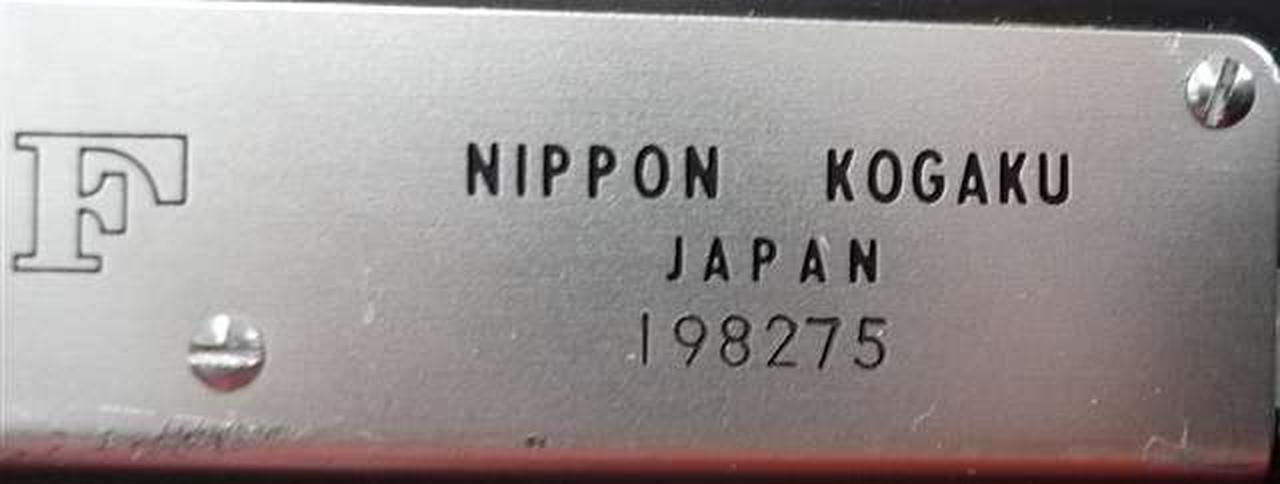 F
NIPPON KOGAKU
JAPAN
198275